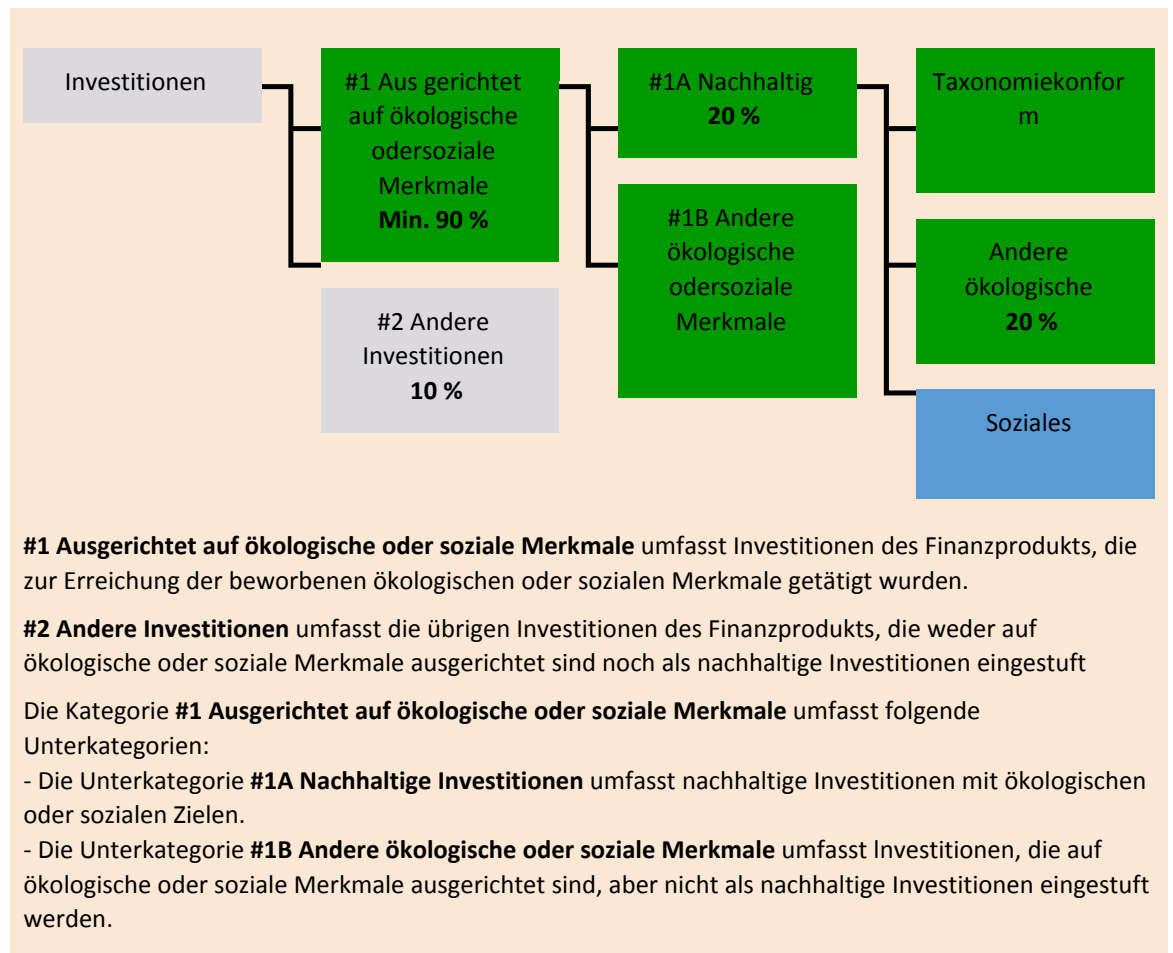 Investitionen
#1 Aus gerichtet
auf ökologische
odersoziale
Merkmale
Min. 90 %
#2 Andere
Investitionen
10 %
#1A Nachhaltig
20 %
#1B Andere
ökologische
odersoziale
Merkmale
Taxonomiekonfor
m
Andere
ökologische
20 %
Soziales
#1 Ausgerichtet auf ökologische oder soziale Merkmale umfasst Investitionen des Finanzprodukts, die
zur Erreichung der beworbenen ökologischen oder sozialen Merkmale getätigt wurden.
#2 Andere Investitionen umfasst die übrigen Investitionen des Finanzprodukts, die weder auf
ökologische oder soziale Merkmale ausgerichtet sind noch als nachhaltige Investitionen eingestuft
Die Kategorie #1 Ausgerichtet auf ökologische oder soziale Merkmale umfasst folgende
Unterkategorien:
- Die Unterkategorie #1A Nachhaltige Investitionen umfasst nachhaltige Investitionen mit ökologischen
oder sozialen Zielen.
- Die Unterkategorie #1B Andere ökologische oder soziale Merkmale umfasst lnvestitionen, die auf
ökologische oder soziale Merkmale ausgerichtet sind, aber nicht als nachhaltige Investitionen eingestuft
werden.